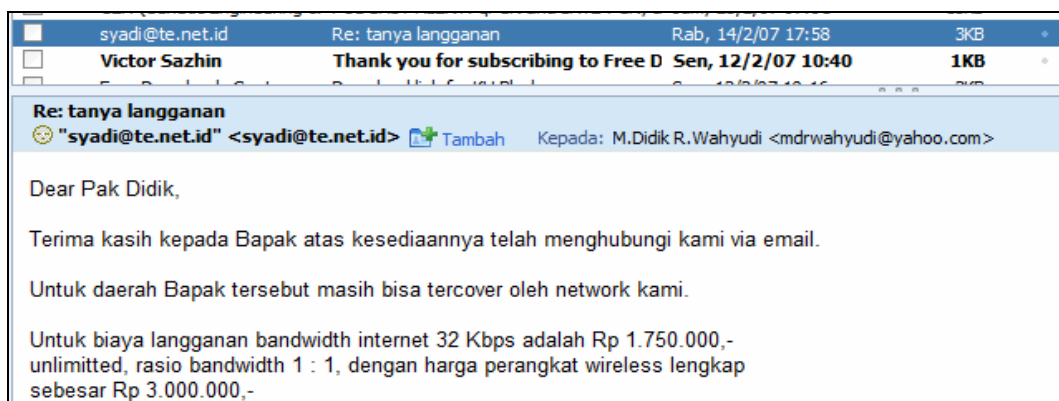 syadi@te.net.id Re: tanya langganan Rab, 14/2/07 17:58 3KB
Victor Sazhin Thank you for subscribing to Free D Sen, 12/2/07 10:40 1KB
Re: tanya langganan
"syadi@te.net.id" <syadi@te.net.id> Tambah Kepada: M.Didik R.Wahyudi <mdrwahyudi@yahoo.com>
Dear Pak Didik,
Terima kasih kepada Bapak atas kesediaannya telah menghubungi kami via email.
Untuk daerah Bapak tersebut masih bisa tercover oleh network kami.
Untuk biaya langganan bandwidth internet 32 Kbps adalah Rp 1.750.000,-
unlimitted, rasio bandwidth 1 : 1, dengan harga perangkat wireless lengkap
sebesar Rp 3.000.000,-